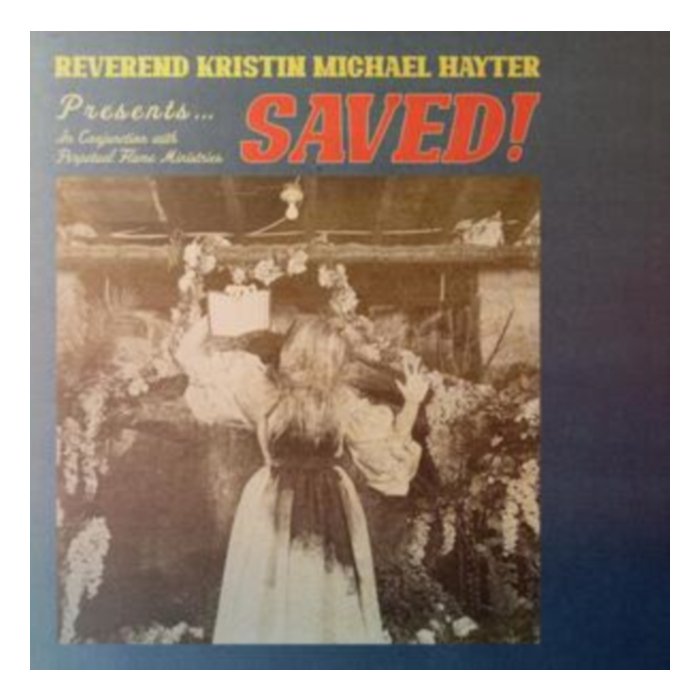 REVEREND KRISTIN MICHAEL HAYTER
Presents...
SAVED!
In Conjunction with
Perpetual Flame Ministries